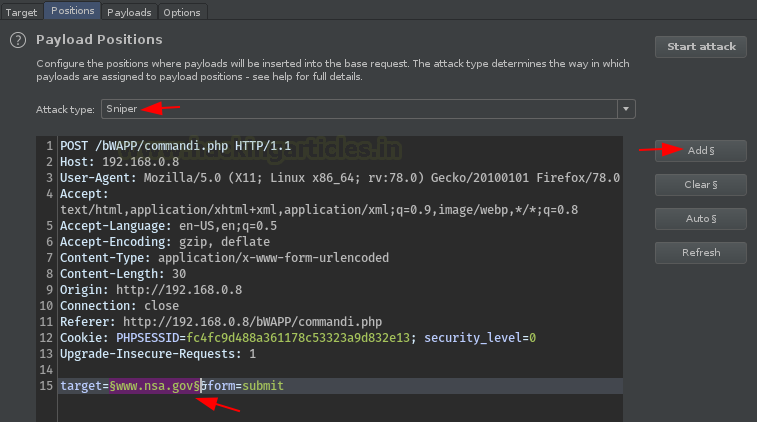 Target Positions Payloads Options
? Payload Positions
Start attack
Configure the positions where payloads will be inserted into the base request. The attack type determines the way in which
payloads are assigned to payload positions - see help for full details.
Attack type: Sniper
www.hackingarticles.in
1 POST /bWAPP/commandi.php HTTP/1.1
2 Host: 192.168.0.8
3 User-Agent: Mozilla/5.0 (X11; Linux x86_64; rv:78.0) Gecko/20100101 Firefox/78.0
4 Accept:
text/html,application/xhtml+xml,application/xml;q=0.9,image/webp,*/*;q=0.8
5 Accept-Language: en-US,en;q=0.5
6 Accept-Encoding: gzip, deflate
7 Content-Type: application/x-www-form-urlencoded
8 Content-Length: 30
9 Origin: http://192.168.0.8
10 Connection: close
11 Referer: http://192.168.0.8/bWAPP/commandi.php
12 Cookie: PHPSESSID=fc4fc9d488a361178c53323a9d832e13; security_level=0
13 Upgrade-Insecure-Requests: 1
14
15 target=§www.nsa.gov§&form=submit
Add §
Clear §
Auto §
Refresh